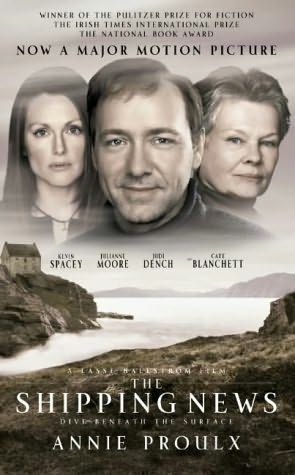 WINNER OF THE PULITZER PRIZE FOR FICTION
THE IRISH TIMES INTERNATIONAL PRIZE
THE NATIONAL BOOK AWARD
NOW A MAJOR MOTION PICTURE
KEVIN SPACEY JULIANNE MOORE JUDI DENCH AND CATE BLANCHETT
A LASSE HALLSTRÖM FILM
THE
SHIPPING NEWS
DIVE BENEATH THE SURFACE
ANNIE PROULX